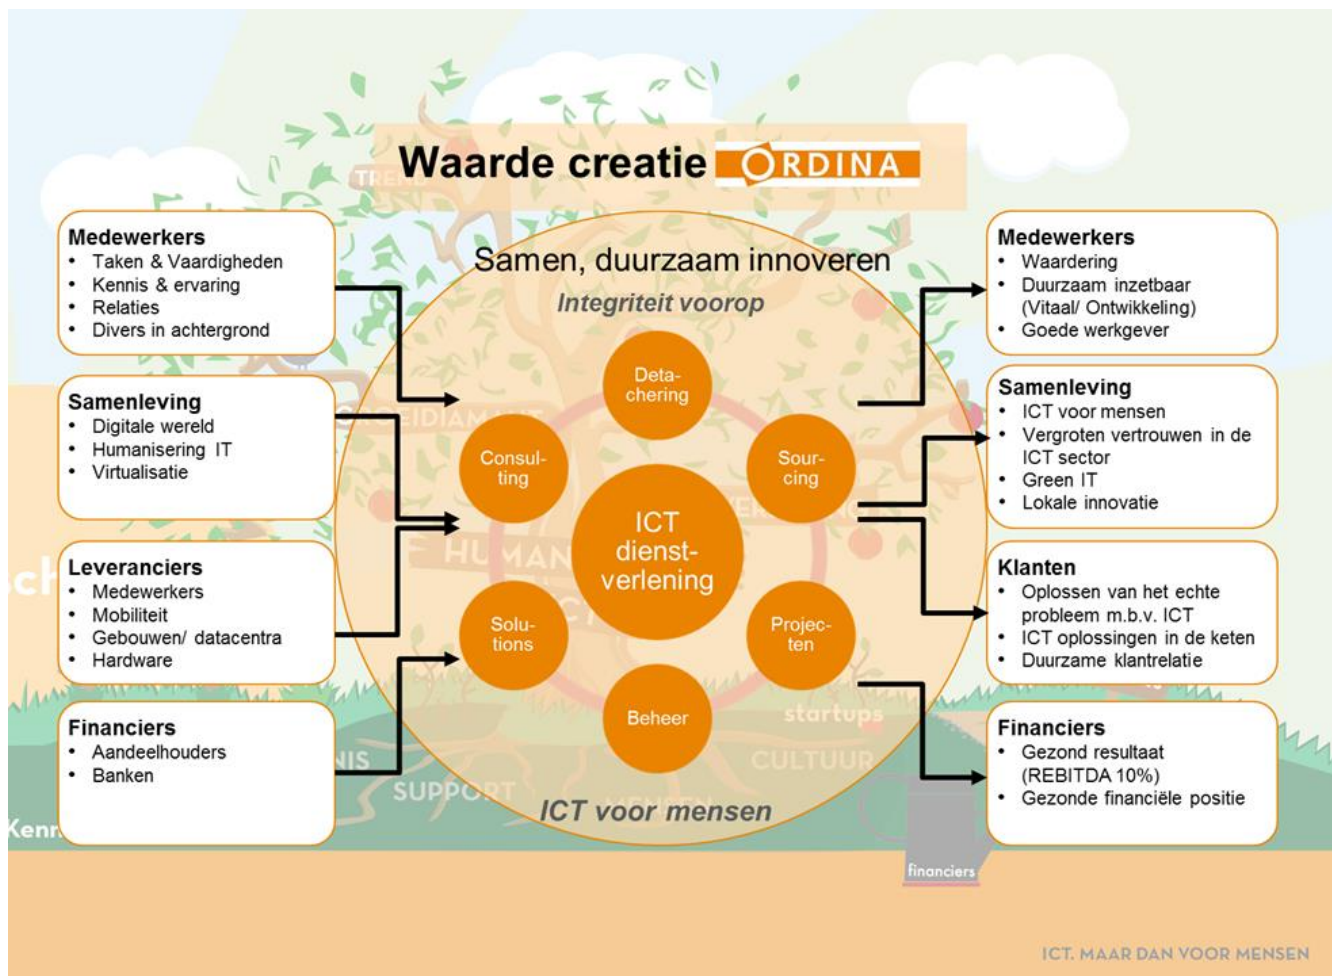 Waarde creatie ORDINA
TREND
Medewerkers
• Taken & Vaardigheden
• Kennis & ervaring
• Relaties
• Divers in achtergrond
Samenleving
• Digitale wereld
• Humanisering IT
• Virtualisatie
Leveranciers
• Medewerkers
• Mobiliteit
• Gebouwen/ datacentra
• Hardware
Financiers
• Aandeelhouders
• Banken
Samen, duurzaam innoveren
Integriteit voorop
Deta-
chering
GROEIDIAMANT
Consul-
ting
Sour-
cing
ICT
dienst-
verlening
HUMAN
Solu-
tions
Projec-
ten
Beheer
startups
CULTUUR
SUPPORT
MENSEN
ICT voor mensen
Medewerkers
• Waardering
• Duurzaam inzetbaar
(Vitaal/ Ontwikkeling)
• Goede werkgever
Samenleving
• ICT voor mensen
• Vergroten vertrouwen in de
ICT sector
• Green IT
• Lokale innovatie
Klanten
• Oplossen van het echte
probleem m.b.v. ICT
• ICT oplossingen in de keten
• Duurzame klantrelatie
Financiers
• Gezond resultaat
(REBITDA 10%)
• Gezonde financiële positie
financiers
ICT. MAAR DAN VOOR MENSEN